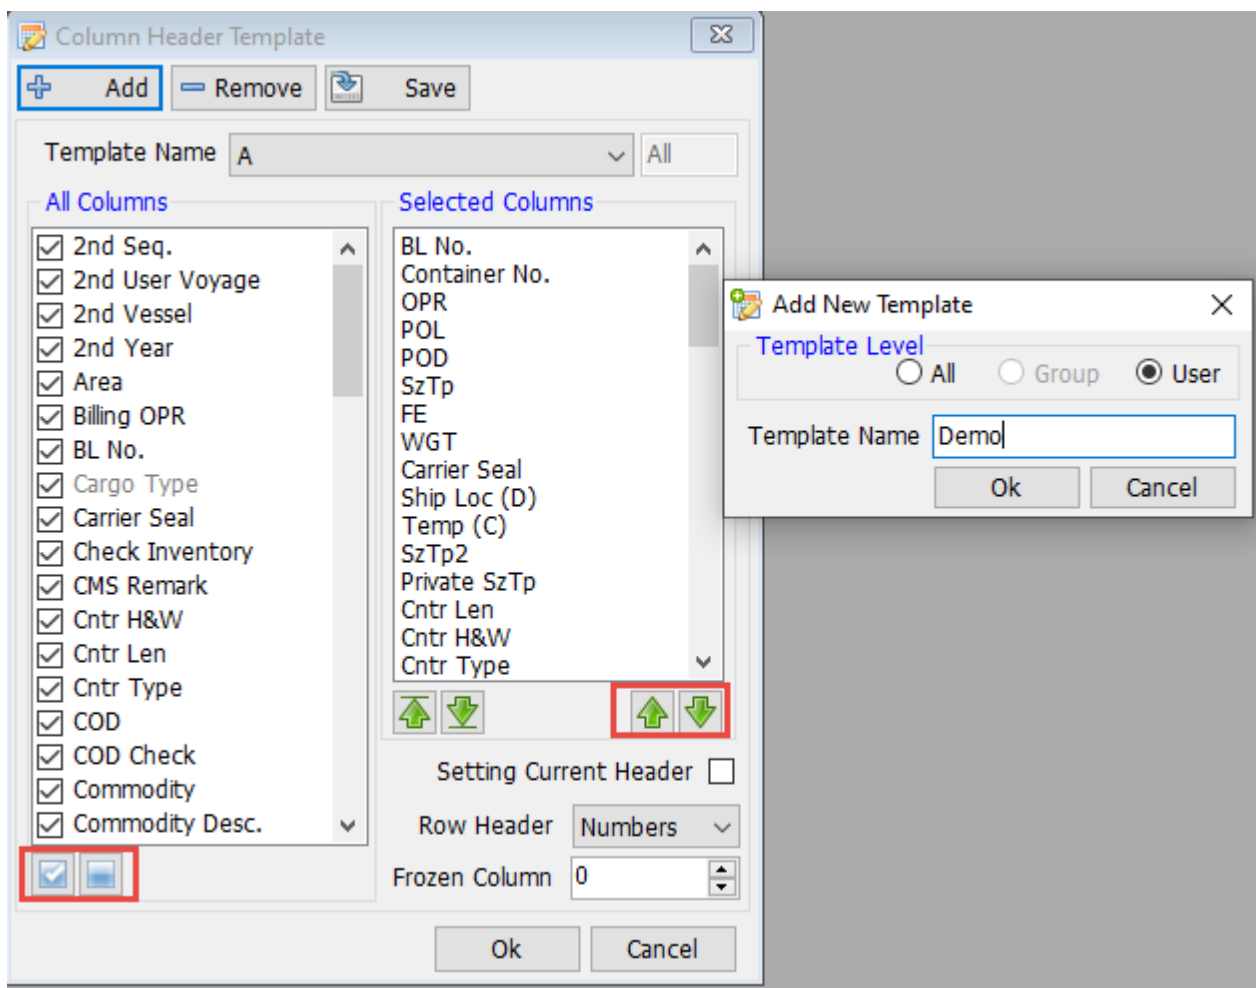 Column Header Template
Add Remove Save
Template Name A All
All Columns
2nd Seq.
2nd User Voyage
2nd Vessel
2nd Year
Area
Billing OPR
BL No.
Cargo Type
Carrier Seal
Check Inventory
CMS Remark
Cntr H&W
Cntr Len
Cntr Type
COD
COD Check
Commodity
Commodity Desc.
Selected Columns
BL No.
Container No.
OPR
POL
POD
SzTp
FE
WGT
Carrier Seal
Ship Loc (D)
Temp (C)
SzTp2
Private SzTp
Cntr Len
Cntr H&W
Cntr Type
Setting Current Header
Row Header Numbers
Frozen Column 0
Ok Cancel
Add New Template
Template Level
All Group User
Template Name Demo
Ok Cancel